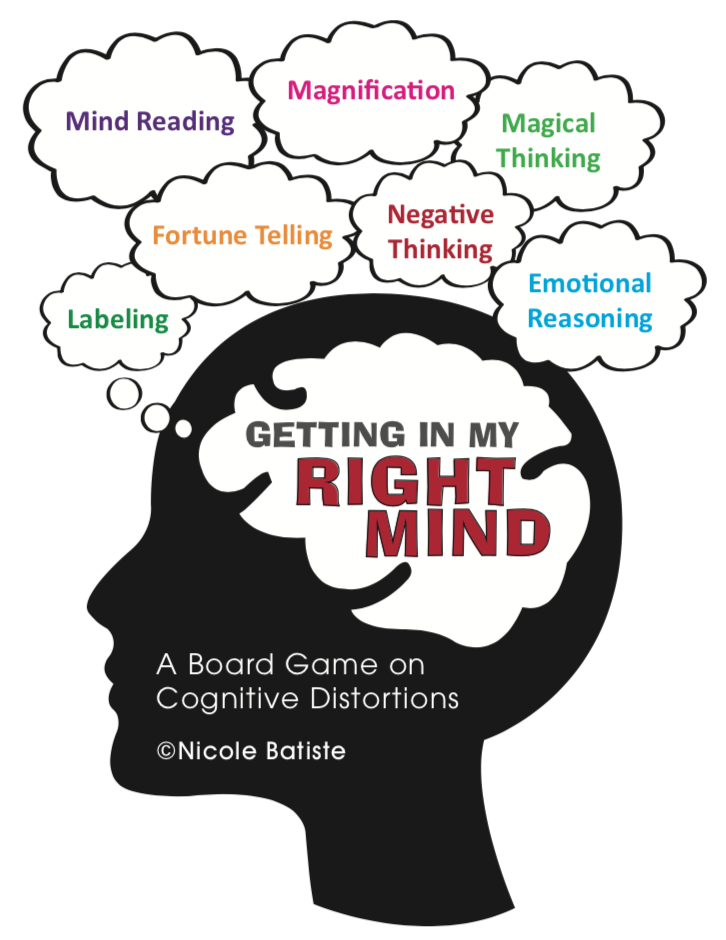 Mind Reading
Magnification
Magical
Thinking
Fortune Telling
Negative
Thinking
Emotional
Reasoning
Labeling
GETTING IN MY
RIGHT
MIND
A Board Game on
Cognitive Distortions
©Nicole Batiste